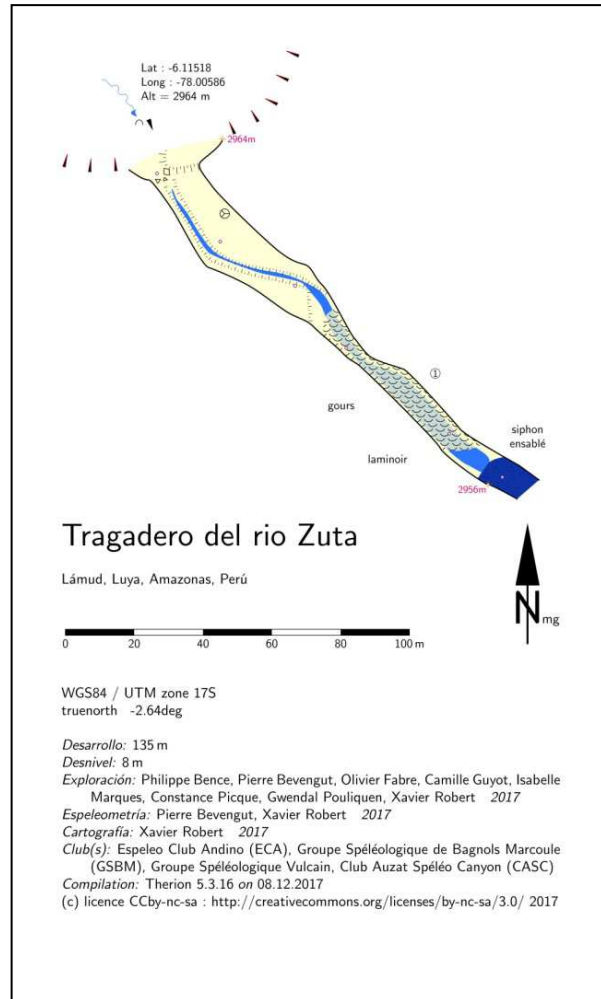 Lat : -6.11518
Long : -78.00586
Alt = 2964 m
2964m
1
gours
siphon
ensablé
laminoir
2956m
Tragadero del rio Zuta
Lámud, Luya, Amazonas, Perú
N mg
0 20 40 60 80 100 m
WGS84 / UTM zone 17S
truenorth -2.64deg
Desarrollo: 135 m
Desnivel: 8 m
Exploración: Philippe Bence, Pierre Bevengut, Olivier Fabre, Camille Guyot, Isabelle
Marques, Constance Picque, Gwendal Pouliquen, Xavier Robert 2017
Espeleometría: Pierre Bevengut, Xavier Robert 2017
Cartografía: Xavier Robert 2017
Club(s): Espeleo Club Andino (ECA), Groupe Spéléologique de Bagnols Marcoule
(GSBM), Groupe Spéléologique Vulcain, Club Auzat Spéléo Canyon (CASC)
Compilation: Therion 5.3.16 on 08.12.2017
(c) licence CCby-nc-sa : http://creativecommons.org/licenses/by-nc-sa/3.0/ 2017